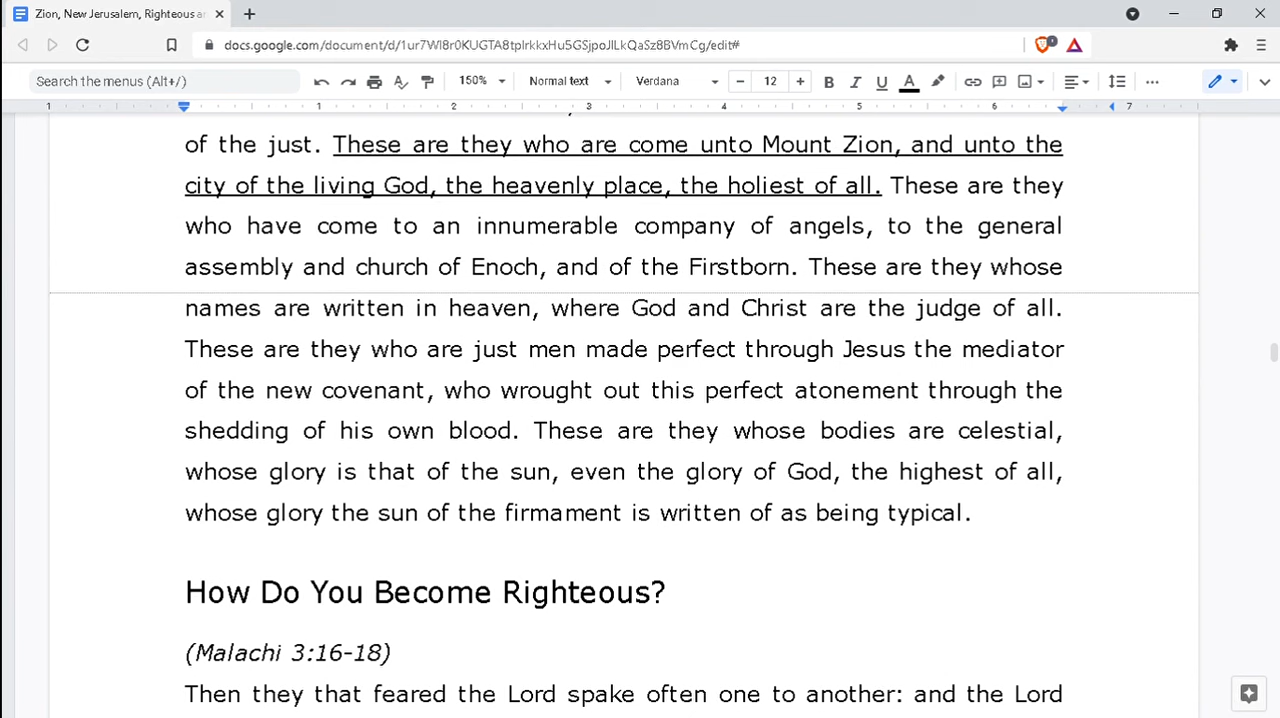 Zion, New Jerusalem, Righteous a
docs.google.com/document/d/1ur7WI8r0KUGTA8tplrkkxHu5GSjpoJlLkQaSz8BVmCg/edit#
Search the menus (Alt+/)
150%
Normal text
Verdana
12
1 1 2 3 4 5 6 7
of the just. These are they who are come unto Mount Zion, and unto the
city of the living God, the heavenly place, the holiest of all. These are they
who have come to an innumerable company of angels, to the general
assembly and church of Enoch, and of the Firstborn. These are they whose
names are written in heaven, where God and Christ are the judge of all.
These are they who are just men made perfect through Jesus the mediator
of the new covenant, who wrought out this perfect atonement through the
shedding of his own blood. These are they whose bodies are celestial,
whose glory is that of the sun, even the glory of God, the highest of all,
whose glory the sun of the firmament is written of as being typical.
How Do You Become Righteous?
(Malachi 3:16-18)
Then they that feared the Lord spake often one to another: and the Lord